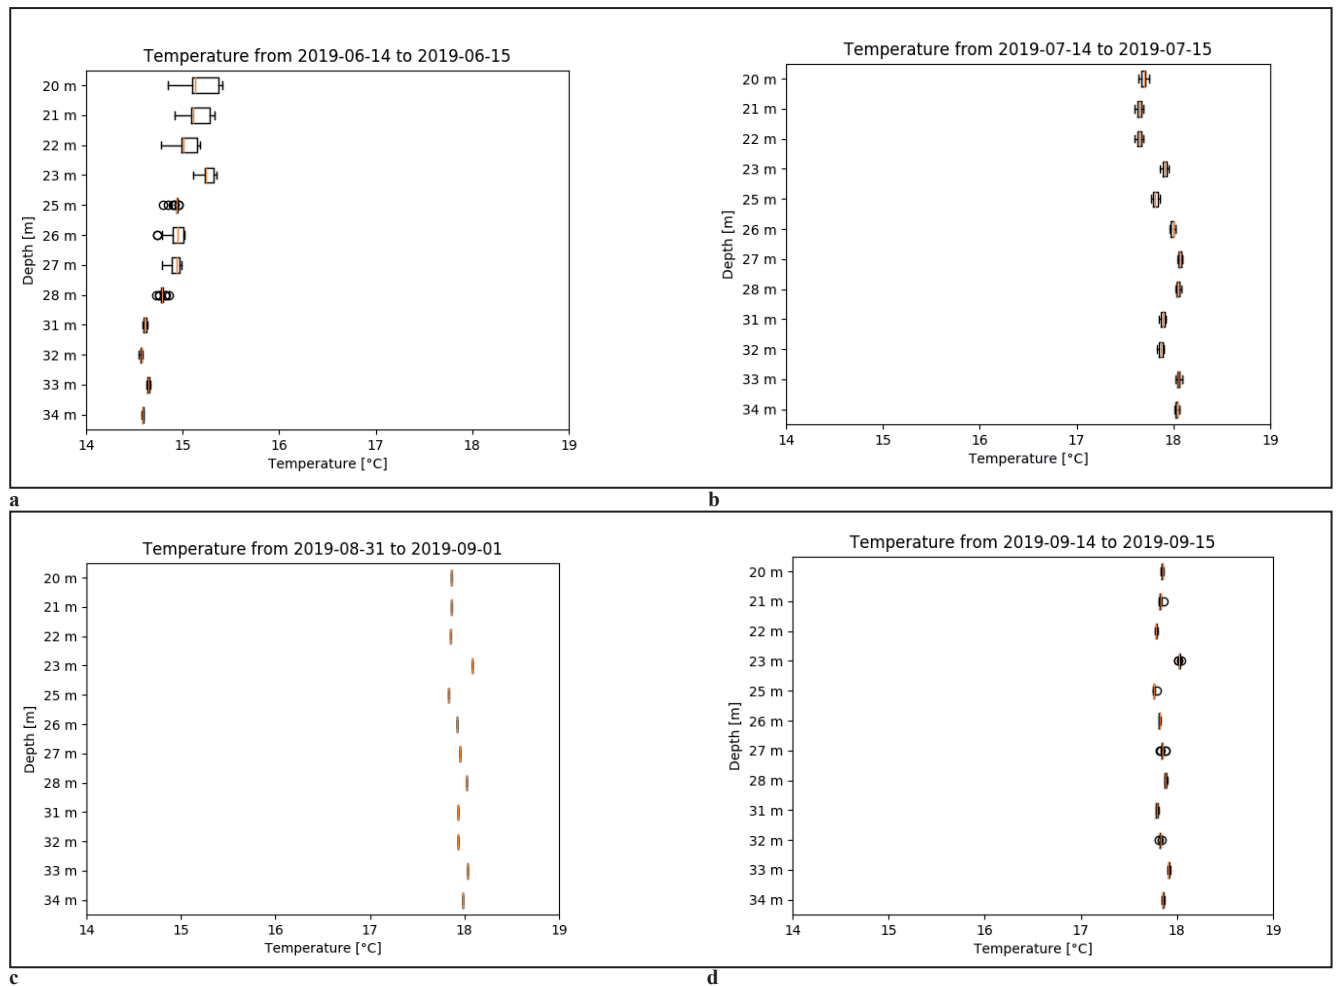 Temperature from 2019-06-14 to 2019-06-15
20 m
21 m
22 m
23 m
25 m
26 m
27 m
28 m
31 m
32 m
33 m
34 m
Depth [m]
14 15 16 17 18 19
Temperature [°C]
a
Temperature from 2019-07-14 to 2019-07-15
20 m
21 m
22 m
23 m
25 m
26 m
27 m
28 m
31 m
32 m
33 m
34 m
Depth [m]
14 15 16 17 18 19
Temperature [°C]
b
Temperature from 2019-08-31 to 2019-09-01
20 m
21 m
22 m
23 m
25 m
26 m
27 m
28 m
31 m
32 m
33 m
34 m
Depth [m]
14 15 16 17 18 19
Temperature [°C]
c
Temperature from 2019-09-14 to 2019-09-15
20 m
21 m
22 m
23 m
25 m
26 m
27 m
28 m
31 m
32 m
33 m
34 m
Depth [m]
14 15 16 17 18 19
Temperature [°C]
d